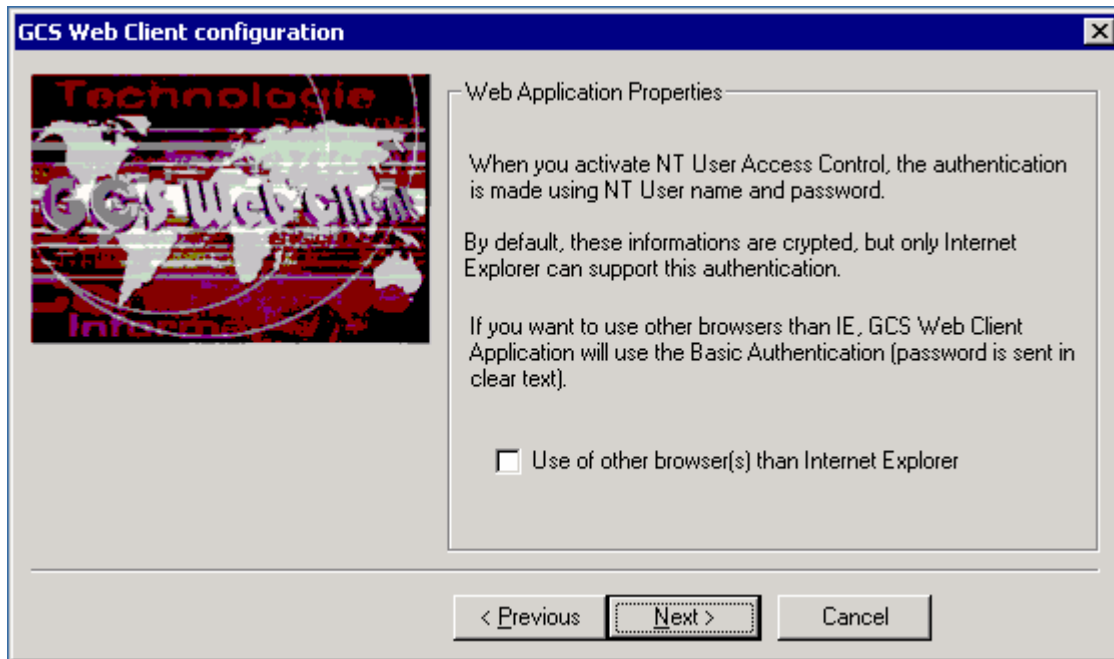 GCS Web Client configuration
Technologie
GCS Web Client
Web Application Properties
When you activate NT User Access Control, the authentication
is made using NT User name and password.
By default, these informations are crypted, but only Internet
Explorer can support this authentication.
If you want to use other browsers than IE, GCS Web Client
Application will use the Basic Authentication (password is sent in
clear text).
Use of other browser(s) than Internet Explorer
< Previous
Next >
Cancel